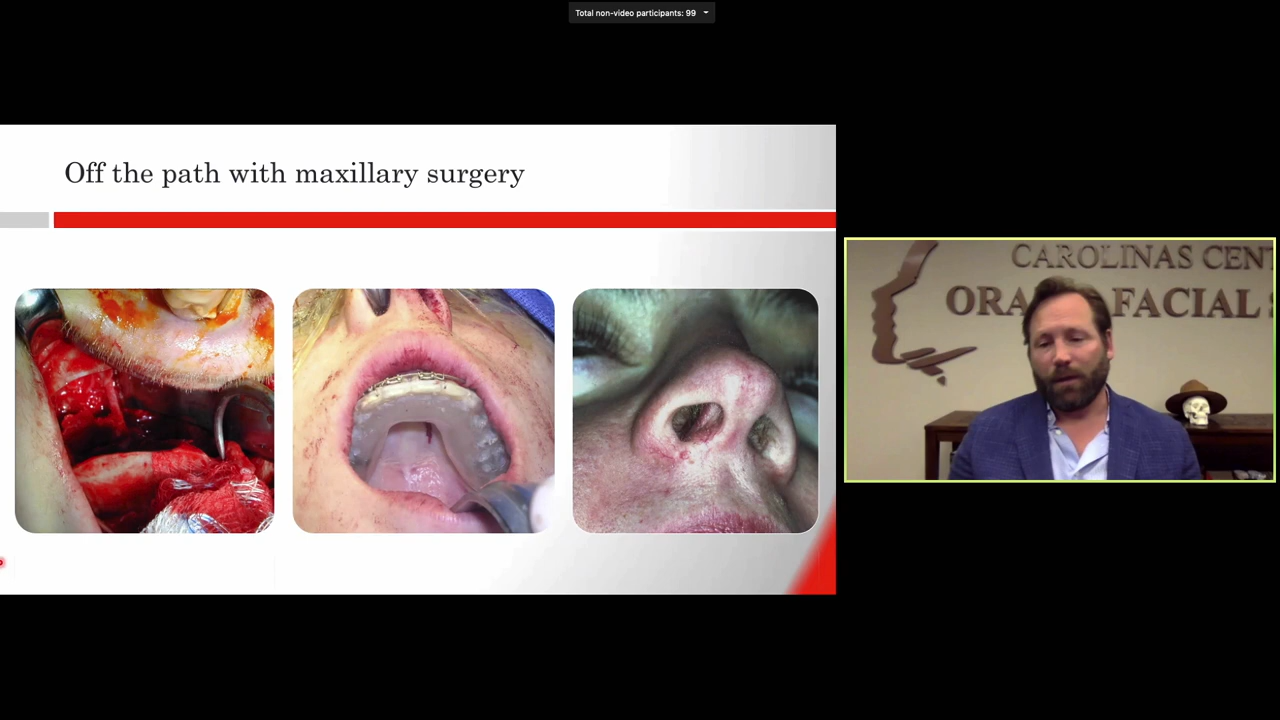 Total non-video participants: 99
Off the path with maxillary surgery
CAROLINAS CENT
ORA FACIAL S